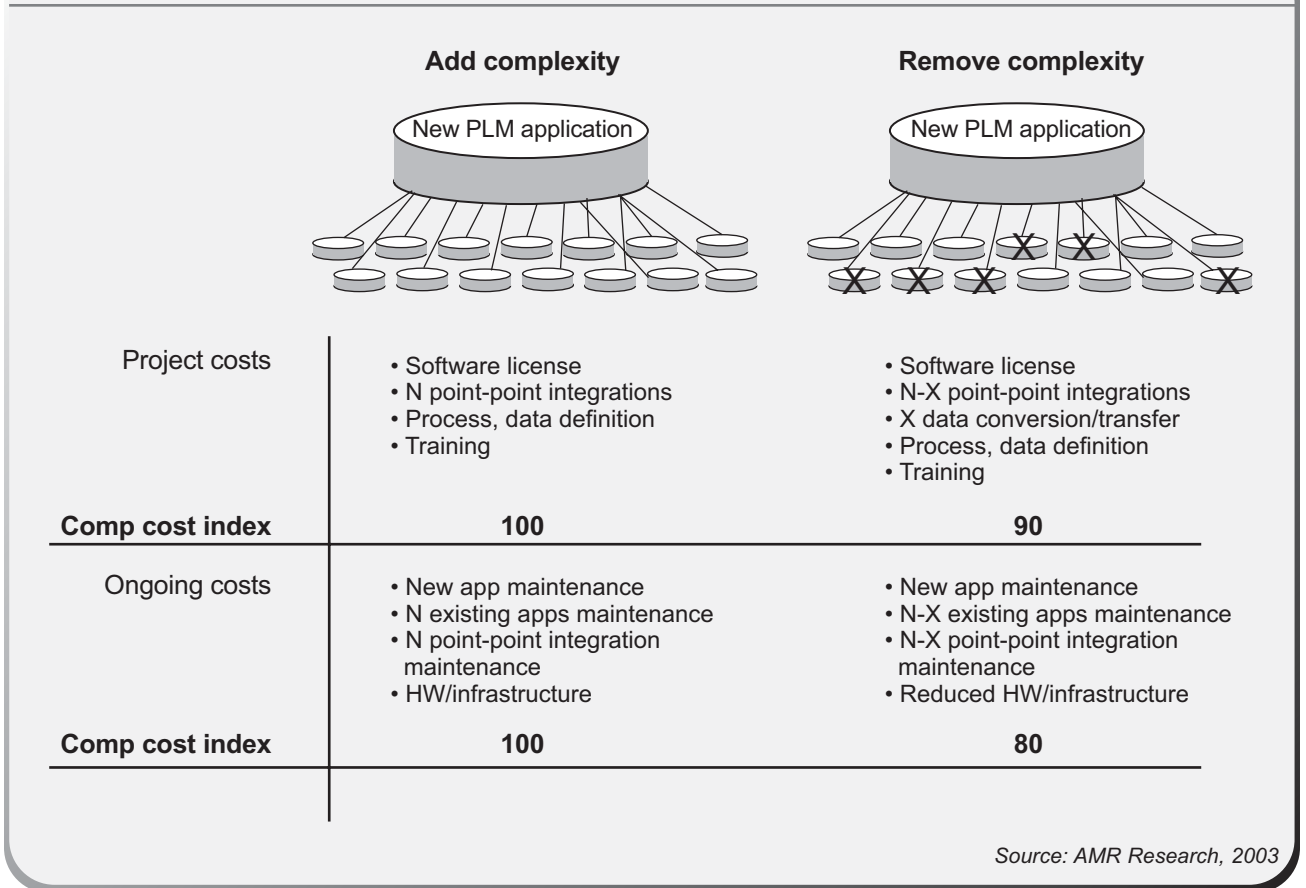 Add complexity
Remove complexity
New PLM application
New PLM application
X X
X X X X
Project costs
• Software license
• N point-point integrations
• Process, data definition
• Training
• Software license
• N-X point-point integrations
• X data conversion/transfer
• Process, data definition
• Training
Comp cost index
100
90
Ongoing costs
• New app maintenance
• N existing apps maintenance
• N point-point integration
maintenance
• HW/infrastructure
• New app maintenance
• N-X existing apps maintenance
• N-X point-point integration
maintenance
• Reduced HW/infrastructure
Comp cost index
100
80
Source: AMR Research, 2003